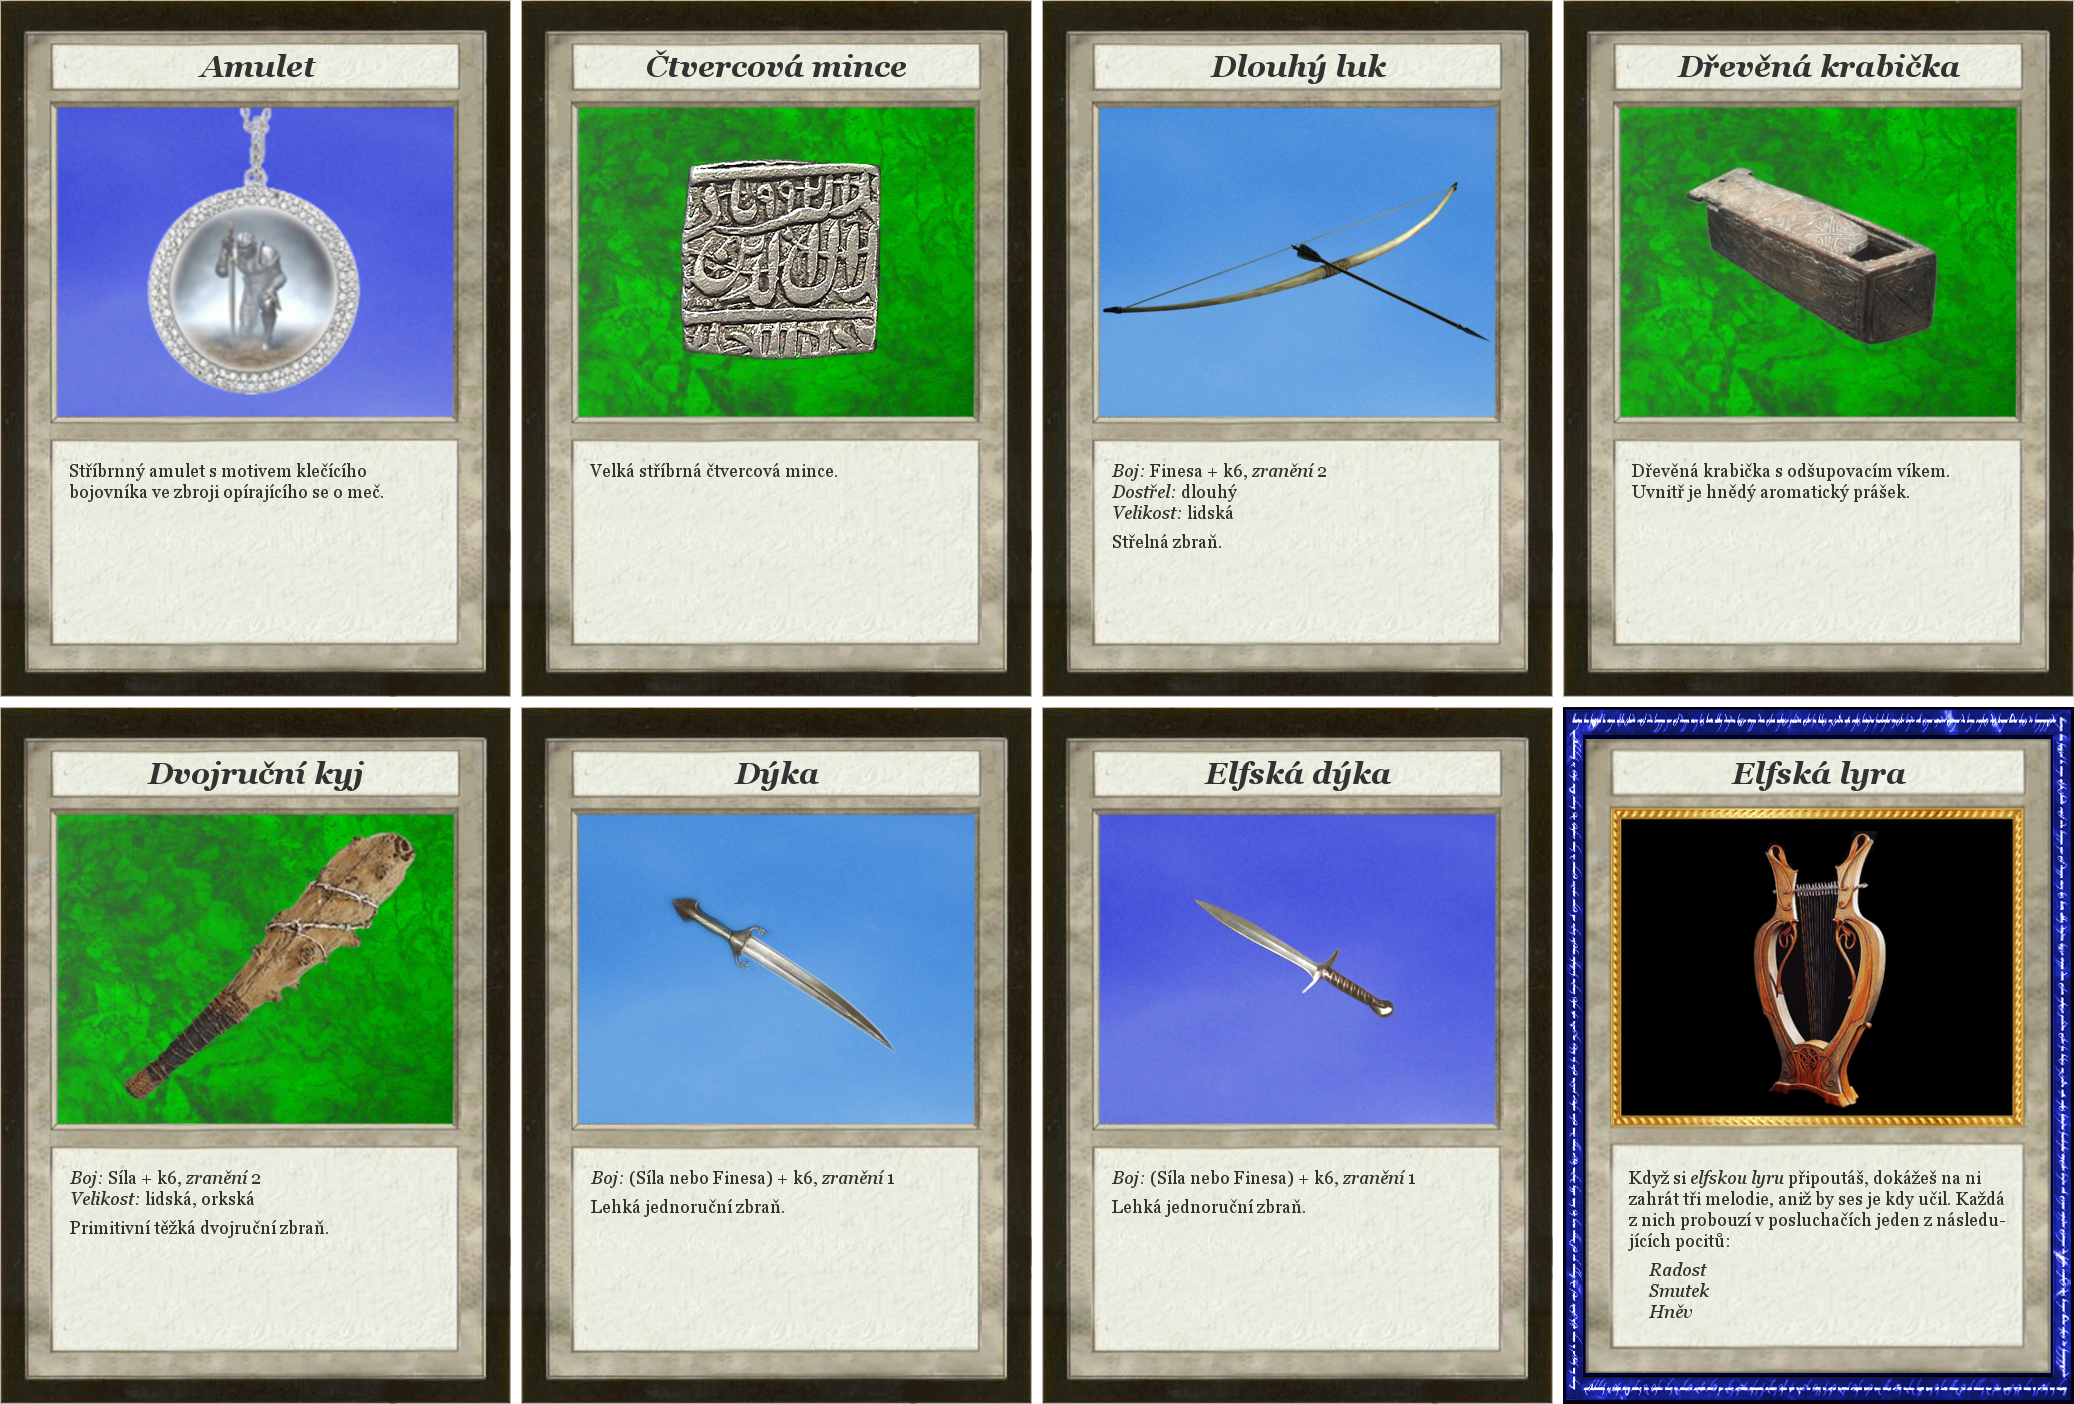 Amulet
Stříbrnný amulet s motivem klečícího
bojovníka ve zbroji opírajícího se o meč.
Čtvercová mince
Velká stříbrná čtvercová mince.
Dlouhý luk
Boj: Finesa + k6, zranění 2
Dostřel: dlouhý
Velikost: lidská
Střelná zbraň.
Dřevěná krabička
Dřevěná krabička s odšupovacím víkem.
Uvnitř je hnědý aromatický prášek.
Dvojruční kyj
Boj: Síla + k6, zranění 2
Velikost: lidská, orkská
Primitivní těžká dvojruční zbraň.
Dýka
Boj: (Síla nebo Finesa) + k6, zranění 1
Lehká jednoruční zbraň.
Elfská dýka
Boj: (Síla nebo Finesa) + k6, zranění 1
Lehká jednoruční zbraň.
Elfská lyra
Když si elfskou lyru připoutáš, dokážeš na ni
zahrát tři melodie, aniž by ses je kdy učil. Každá
z nich probouzí v posluchačích jeden z následu-
jících pocitů:
Radost
Smutek
Hněv